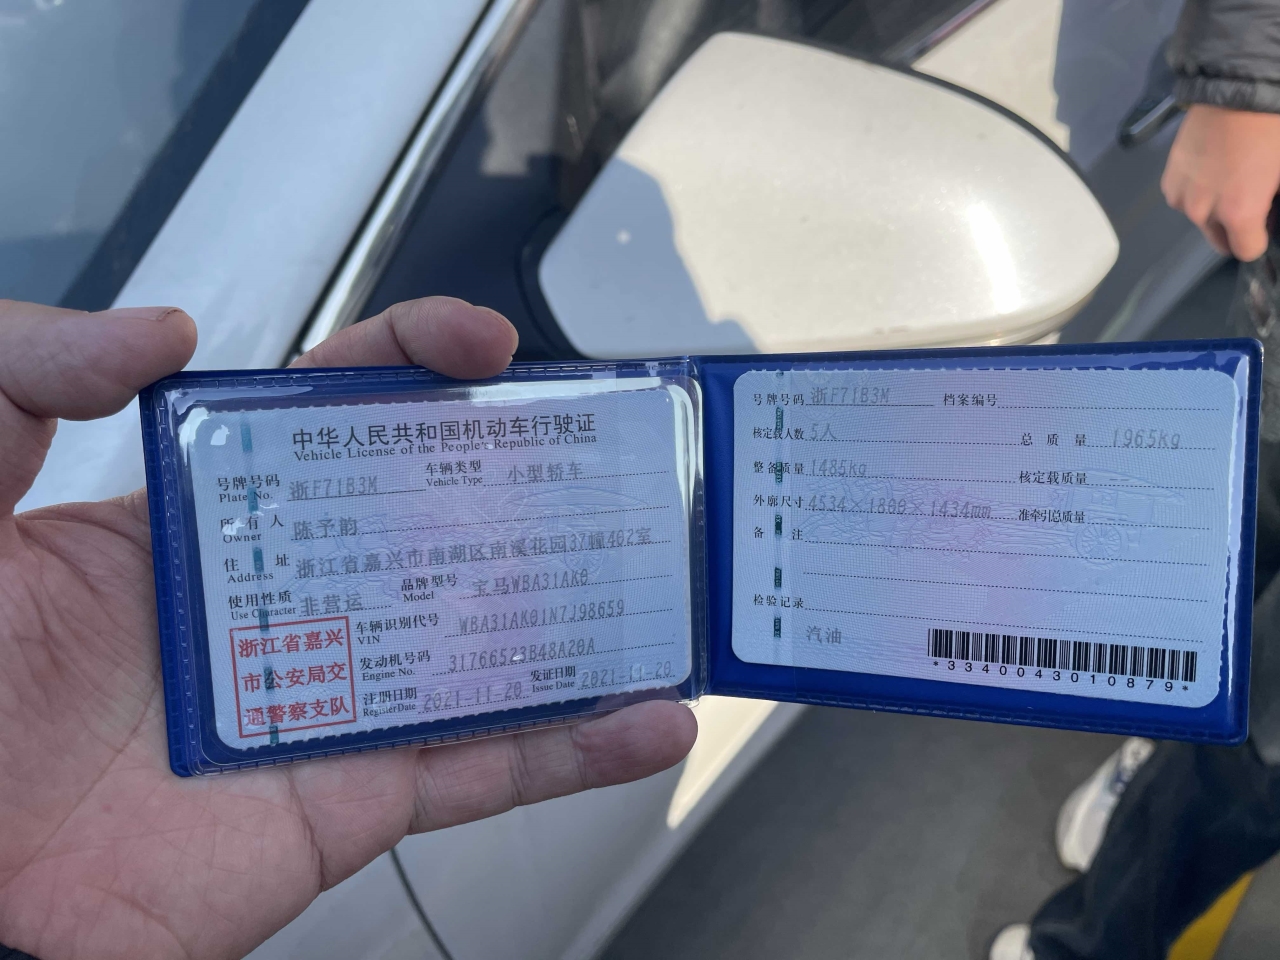 中华人民共和国机动车行驶证
Vehicle License of the People's Republic of China
号牌号码 浙F71B3M 车辆类型 小型轿车
Plate No. Vehicle Type
所有人 陈予韵
Owner
住址 浙江省嘉兴市南湖区南溪花园37幢402室
Address
使用性质 非营运 品牌型号 宝马WBA31AK0
Use Character Model
浙江省嘉兴
市公安局交
通警察支队
车辆识别代号 WBA31AK01N7J98659
VIN
发动机号码 31766523B48A20A
Engine No.
注册日期 2021-11-20 发证日期 2021-11-20
Register Date Issue Date
号牌号码 浙F71B3M 档案编号
核定载人数 5人 总质量 1965kg
整备质量 1485kg 核定载质量 --
外廓尺寸 4534×1800×1434mm 准牵引总质量
备注
检验记录
汽油
*3340043010879*